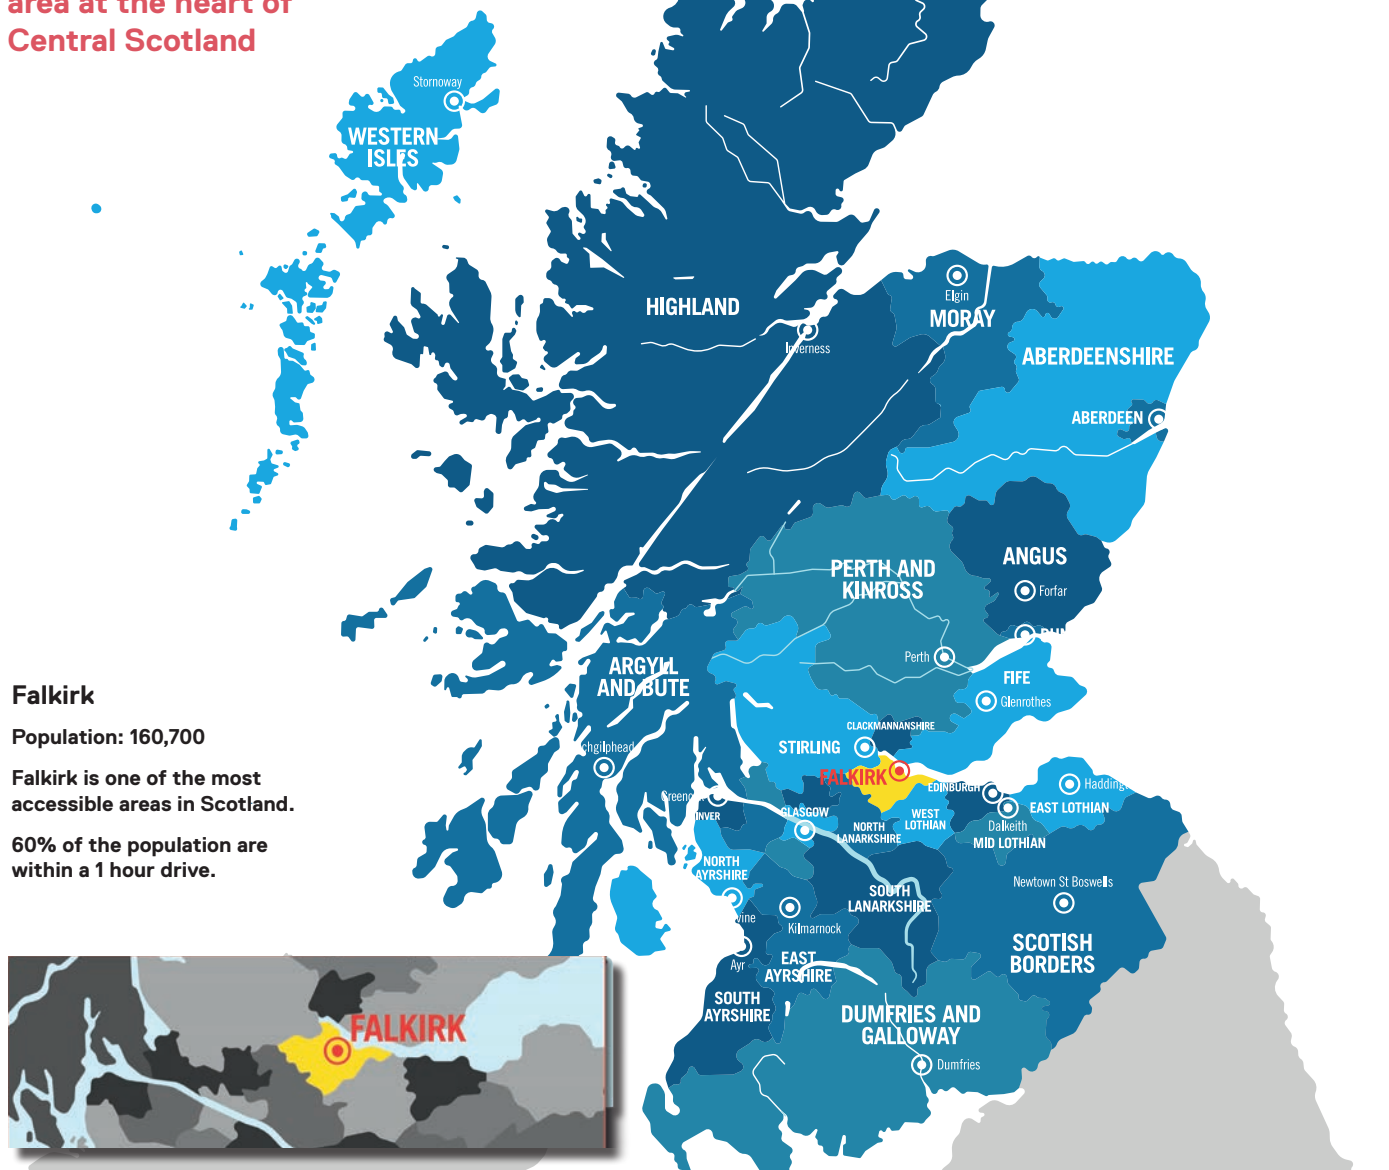 area at the heart of
Central Scotland
Stornoway
WESTERN
ISLES
HIGHLAND
Inverness
Elgin
MORAY
ABERDEENSHIRE
ABERDEEN
ANGUS
Forfar
PERTH AND
KINROSS
Perth
FIFE
Glenrothes
ARGYLL
AND BUTE
chgilphead
CLACKMANNANSHIRE
STIRLING
FALKIRK
EDINBURGH
Hadding
EAST LOTHIAN
Dalkeith
MID LOTHIAN
WEST
LOTHIAN
GLASGOW
NORTH
LANARKSHIRE
INVER
NORTH
AYRSHIRE
vine
Kilmarnock
SOUTH
LANARKSHIRE
Newtown St Boswells
SCOTISH
BORDERS
Ayr
EAST
AYRSHIRE
SOUTH
AYRSHIRE
DUMFRIES AND
GALLOWAY
Dumfries
Falkirk
Population: 160,700
Falkirk is one of the most
accessible areas in Scotland.
60% of the population are
within a 1 hour drive.
FALKIRK